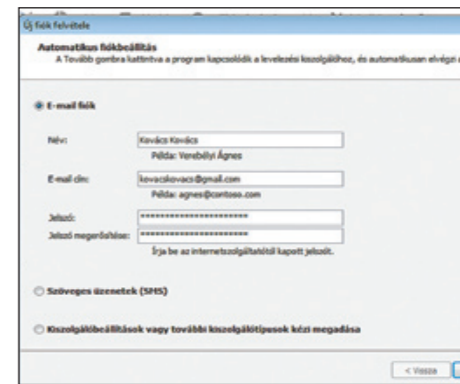 Új fiók felvétele
Automatikus fiókbeállítás
A Tovább gombra kattintva a program kapcsolódik a levelezési kiszolgálóhoz, és automatikusan elvégzi a
E-mail fiók
Név: Kovács Kovács
Példa: Verebélyi Ágnes
E-mail cím: kovacskovacs@gmail.com
Példa: agnes@contoso.com
Jelszó: ************************
Jelszó megerősítése: ************************
Írja be az internetszolgáltatótól kapott jelszót.
Szöveges üzenetek (SMS)
Kiszolgálóbeállítások vagy további kiszolgálótípusok kézi megadása
< Vissza